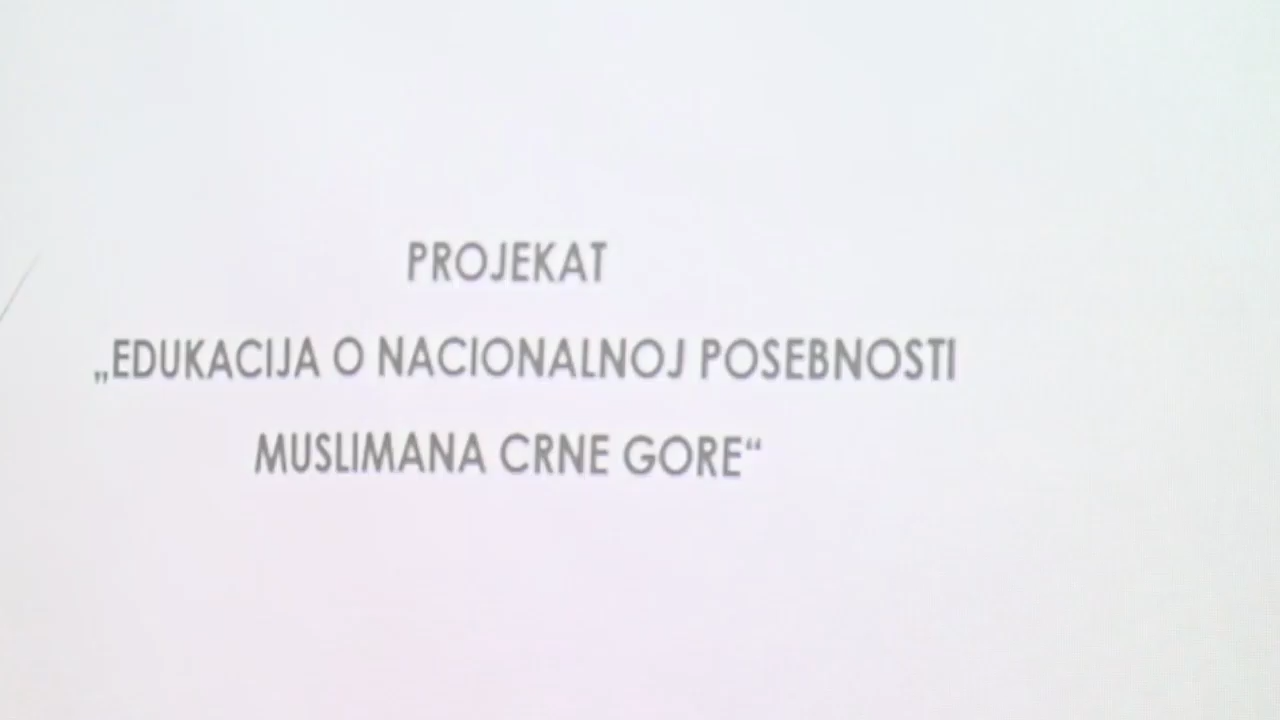 PROJEKAT
„EDUKACIJA O NACIONALNOJ POSEBNOSTI
MUSLIMANA CRNE GORE“